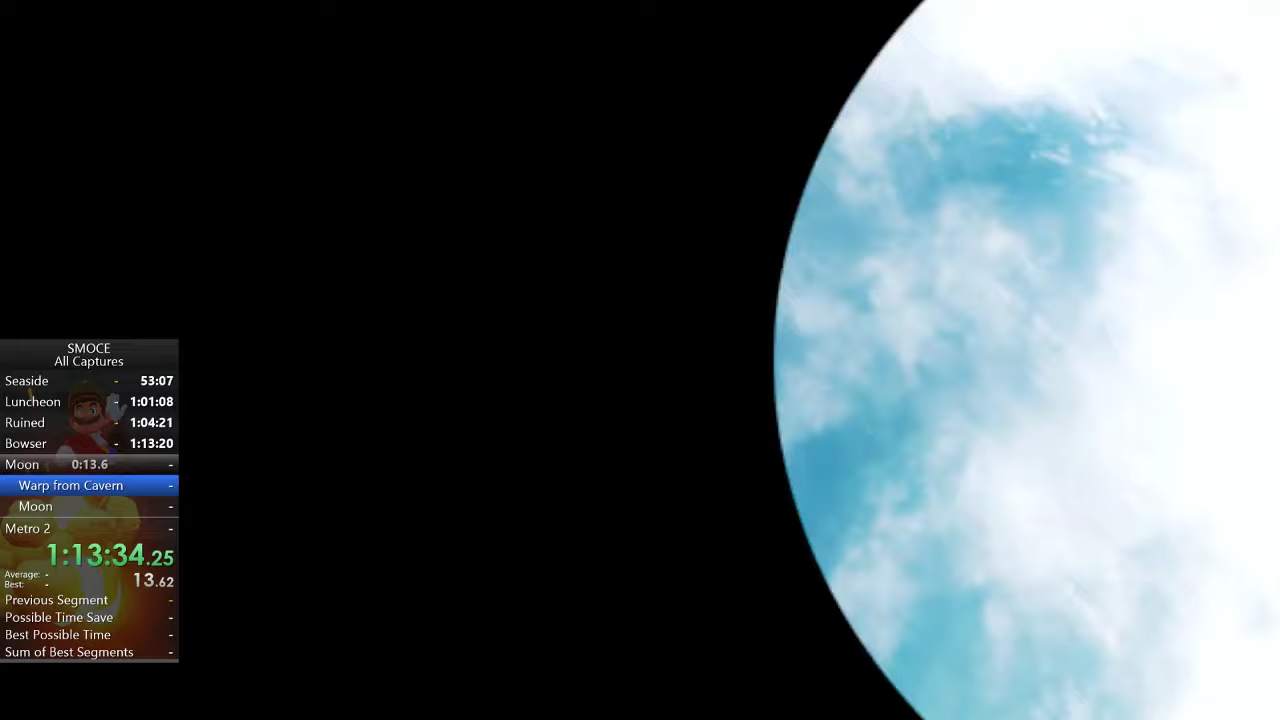 SMOCE
All Captures
Seaside - 53:07
Luncheon - 1:01:08
Ruined - 1:04:21
Bowser - 1:13:20
Moon 0:13.6 -
Warp from Cavern -
Moon -
Metro 2 -
1:13:34.25
Average: -
Best: -
13.62
Previous Segment -
Possible Time Save -
Best Possible Time -
Sum of Best Segments -